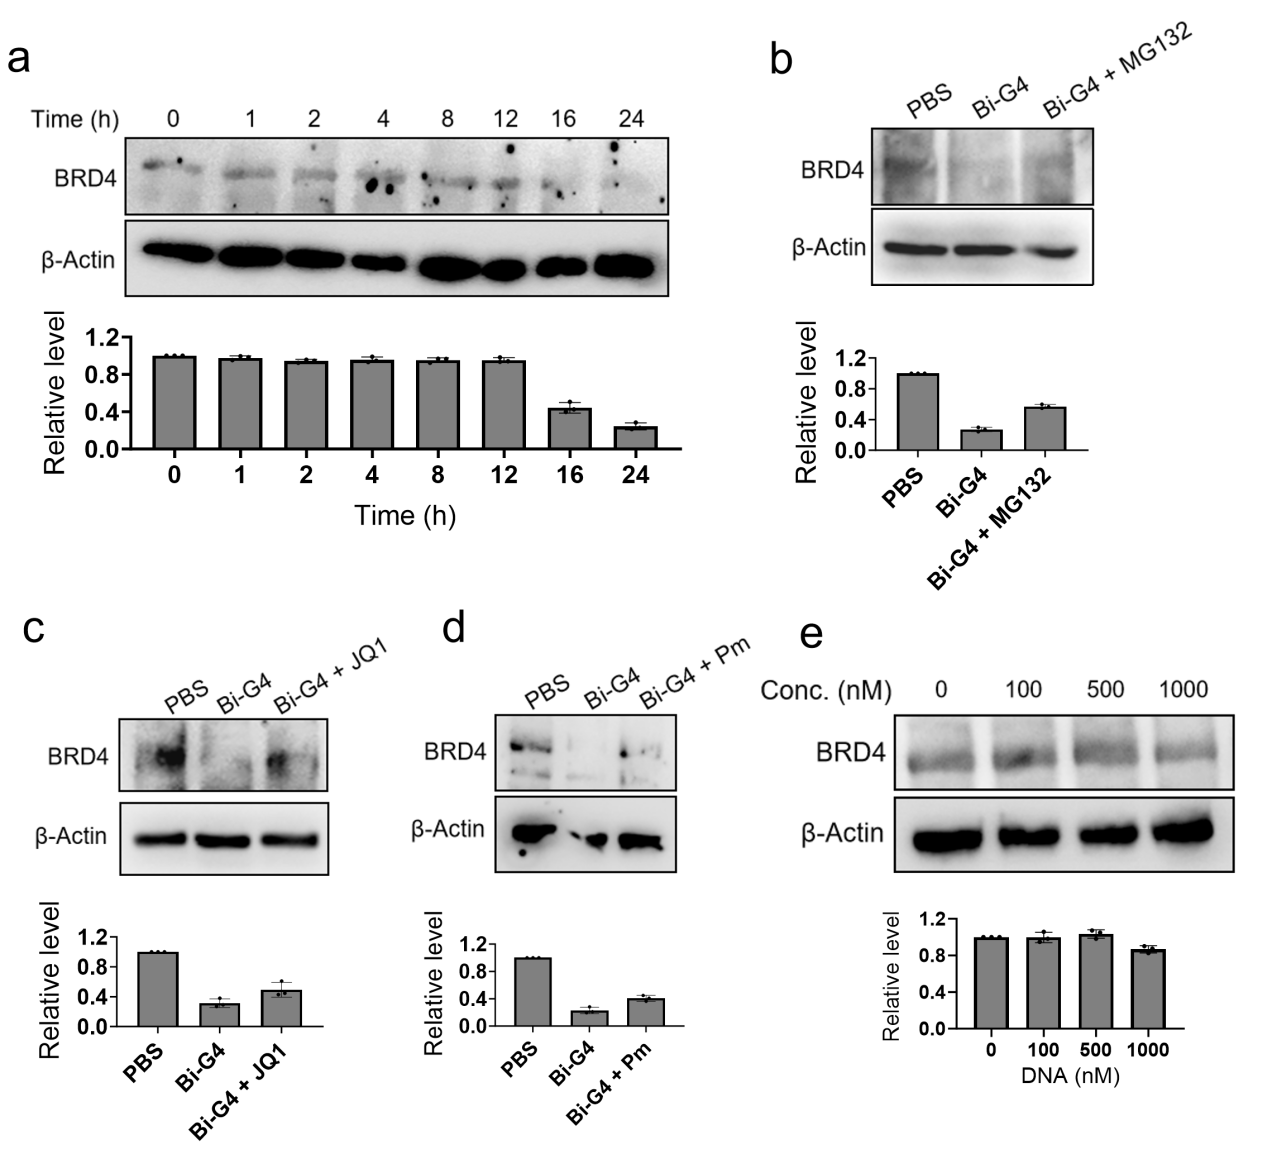 a
Time (h) 0 1 2 4 8 12 16 24
BRD4
β-Actin
Relative level
1.2
0.8
0.4
0.0
0 1 2 4 8 12 16 24
Time (h)
b
PBS Bi-G4 Bi-G4 + MG132
BRD4
β-Actin
Relative level
1.2
0.8
0.4
0.0
PBS Bi-G4 Bi-G4 + MG132
c
PBS Bi-G4 Bi-G4 + JQ1
BRD4
β-Actin
Relative level
1.2
0.8
0.4
0.0
PBS Bi-G4 Bi-G4 + JQ1
d
PBS Bi-G4 Bi-G4 + Pm
BRD4
β-Actin
Relative level
1.2
0.8
0.4
0.0
PBS Bi-G4 Bi-G4 + Pm
e
Conc. (nM) 0 100 500 1000
BRD4
β-Actin
Relative level
1.2
0.8
0.4
0.0
0 100 500 1000
DNA (nM)